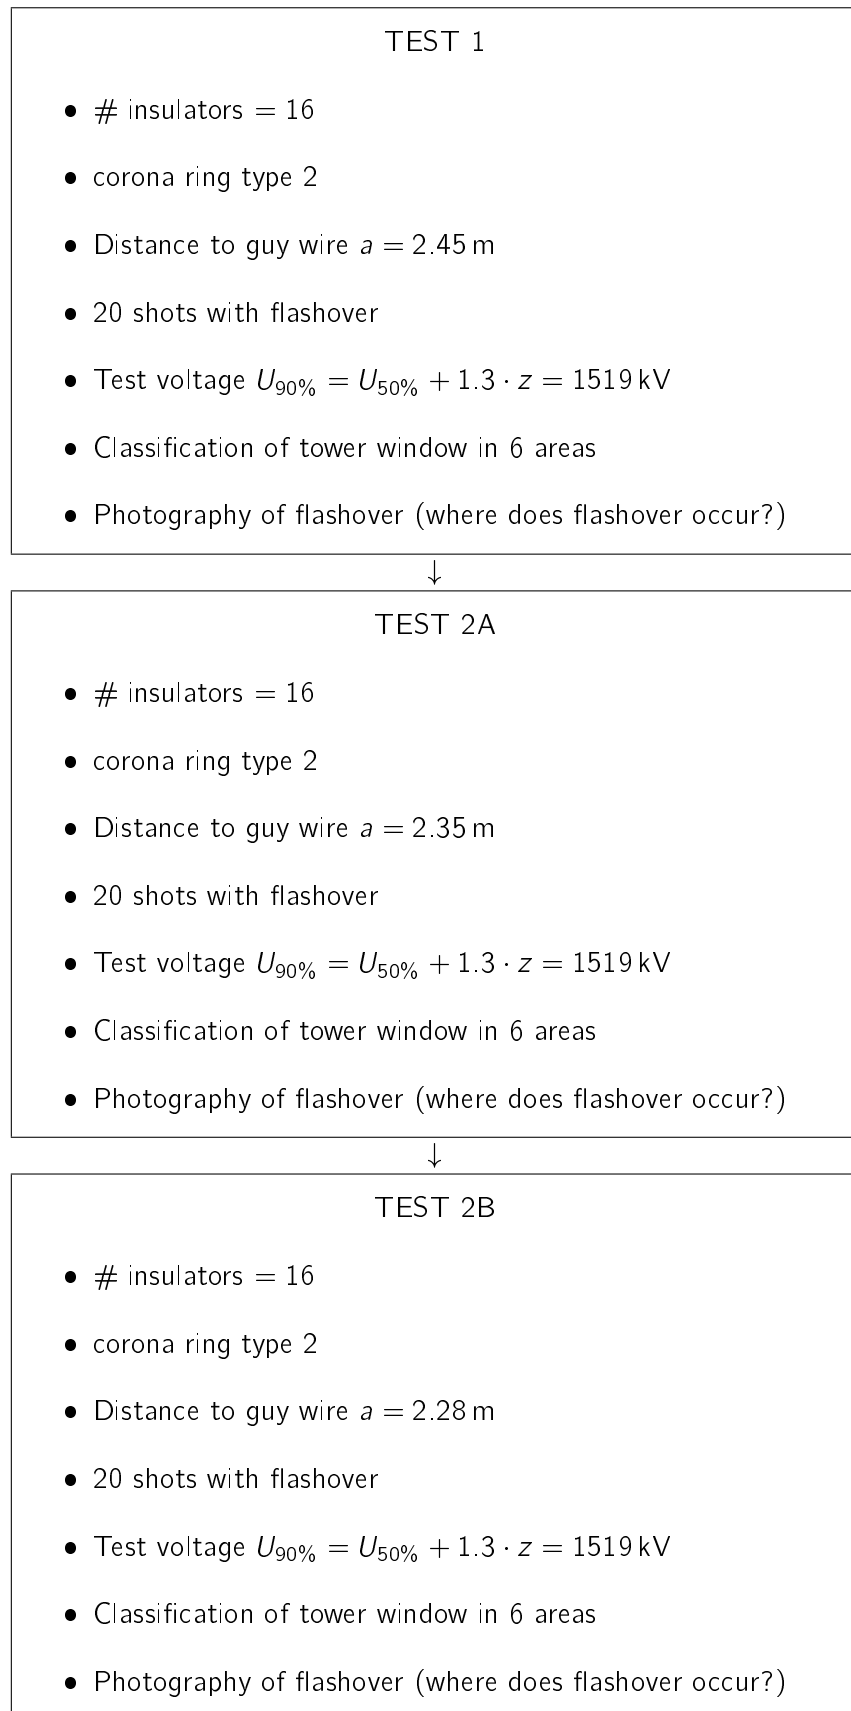 TEST 1
• # insulators = 16
• corona ring type 2
• Distance to guy wire a = 2.45 m
• 20 shots with flashover
• Test voltage U90% = U50% + 1.3 · z = 1519 kV
• Classification of tower window in 6 areas
• Photography of flashover (where does flashover occur?)
↓
TEST 2A
• # insulators = 16
• corona ring type 2
• Distance to guy wire a = 2.35 m
• 20 shots with flashover
• Test voltage U90% = U50% + 1.3 · z = 1519 kV
• Classification of tower window in 6 areas
• Photography of flashover (where does flashover occur?)
↓
TEST 2B
• # insulators = 16
• corona ring type 2
• Distance to guy wire a = 2.28 m
• 20 shots with flashover
• Test voltage U90% = U50% + 1.3 · z = 1519 kV
• Classification of tower window in 6 areas
• Photography of flashover (where does flashover occur?)